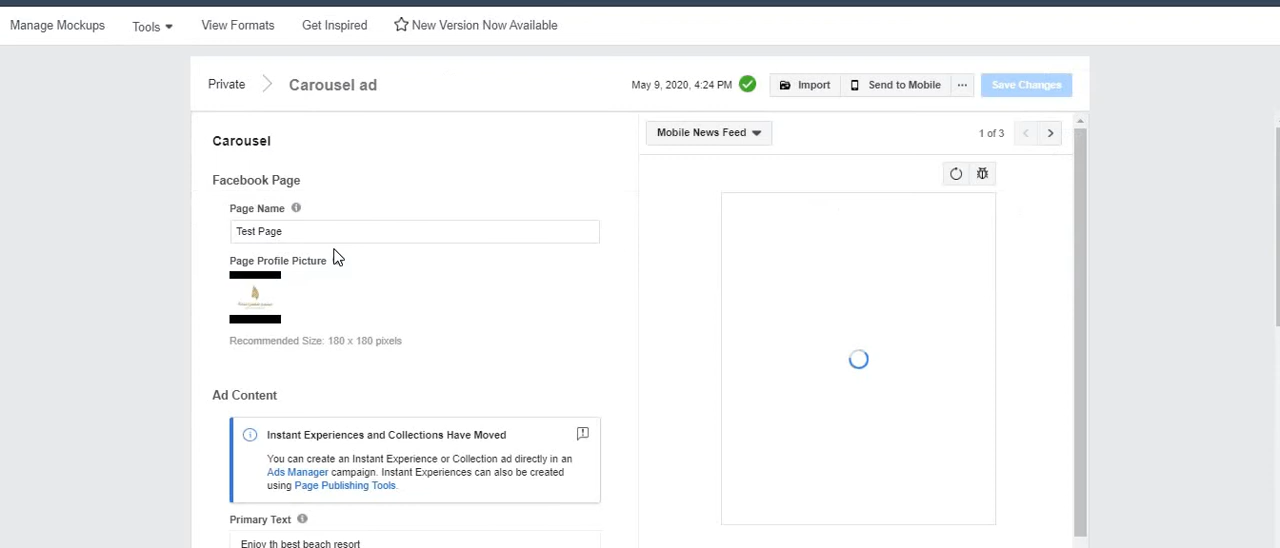 Manage Mockups Tools View Formats Get Inspired New Version Now Available
Private Carousel ad May 9, 2020, 4:24 PM Import Send to Mobile ... Save Changes
Carousel
Mobile News Feed 1 of 3
Facebook Page
Page Name
Test Page
Page Profile Picture
Recommended Size: 180 x 180 pixels
Ad Content
Instant Experiences and Collections Have Moved
You can create an Instant Experience or Collection ad directly in an
Ads Manager campaign. Instant Experiences can also be created
using Page Publishing Tools.
Primary Text
Enjoy th best beach resort